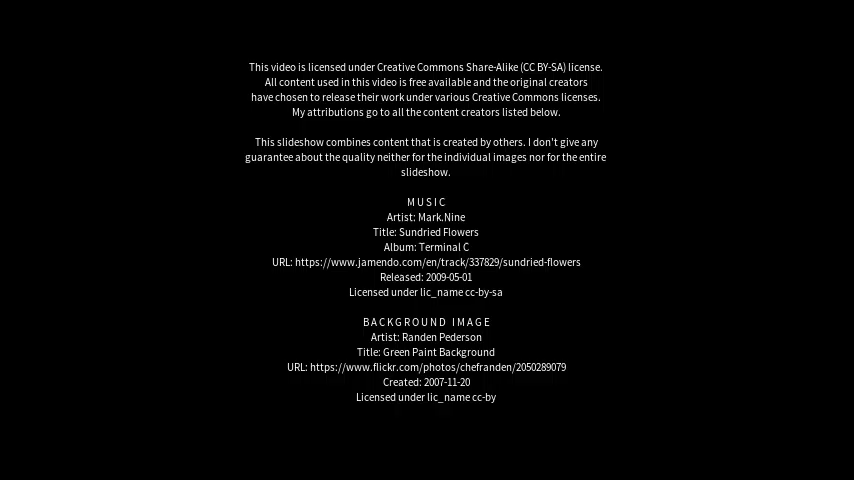 This video is licensed under Creative Commons Share-Alike (CC BY-SA) license.
All content used in this video is free available and the original creators
have chosen to release their work under various Creative Commons licenses.
My attributions go to all the content creators listed below.
This slideshow combines content that is created by others. I don't give any
guarantee about the quality neither for the individual images nor for the entire
slideshow.
MUSIC
Artist: Mark.Nine
Title: Sundried Flowers
Album: Terminal C
URL: https://www.jamendo.com/en/track/337829/sundried-flowers
Released: 2009-05-01
Licensed under lic_name cc-by-sa
BACKGROUND IMAGE
Artist: Randen Pederson
Title: Green Paint Background
URL: https://www.flickr.com/photos/chefranden/2050289079
Created: 2007-11-20
Licensed under lic_name cc-by